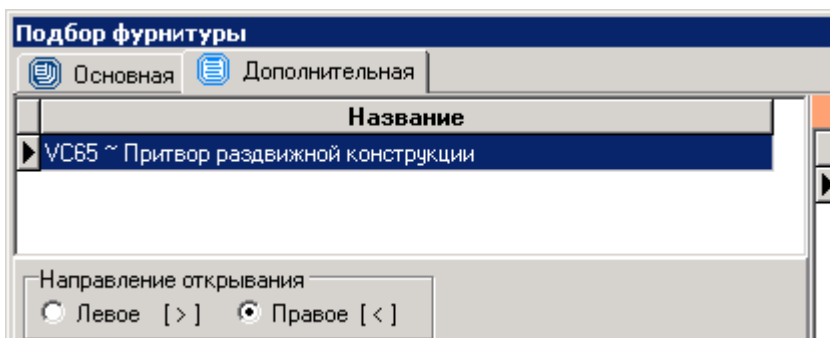 Подбор фурнитуры
Основная Дополнительная
Название
VC65 ~ Притвор раздвижной конструкции
Направление открывания
Левое [ > ] Правое [ < ]